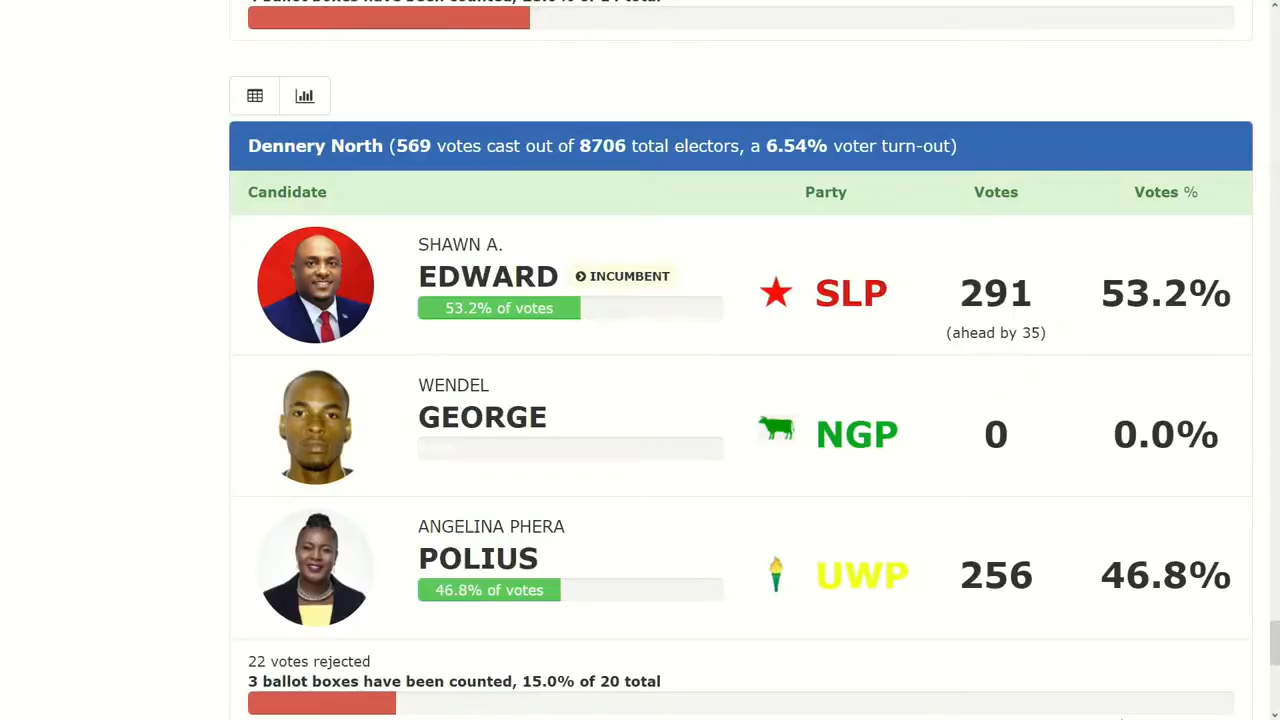 Dennery North (569 votes cast out of 8706 total electors, a 6.54% voter turn-out)
Candidate Party Votes Votes %
SHAWN A.
EDWARD INCUMBENT
53.2% of votes
SLP 291 53.2%
(ahead by 35)
WENDEL
GEORGE
NGP 0 0.0%
ANGELINA PHERA
POLIUS
46.8% of votes
UWP 256 46.8%
22 votes rejected
3 ballot boxes have been counted, 15.0% of 20 total